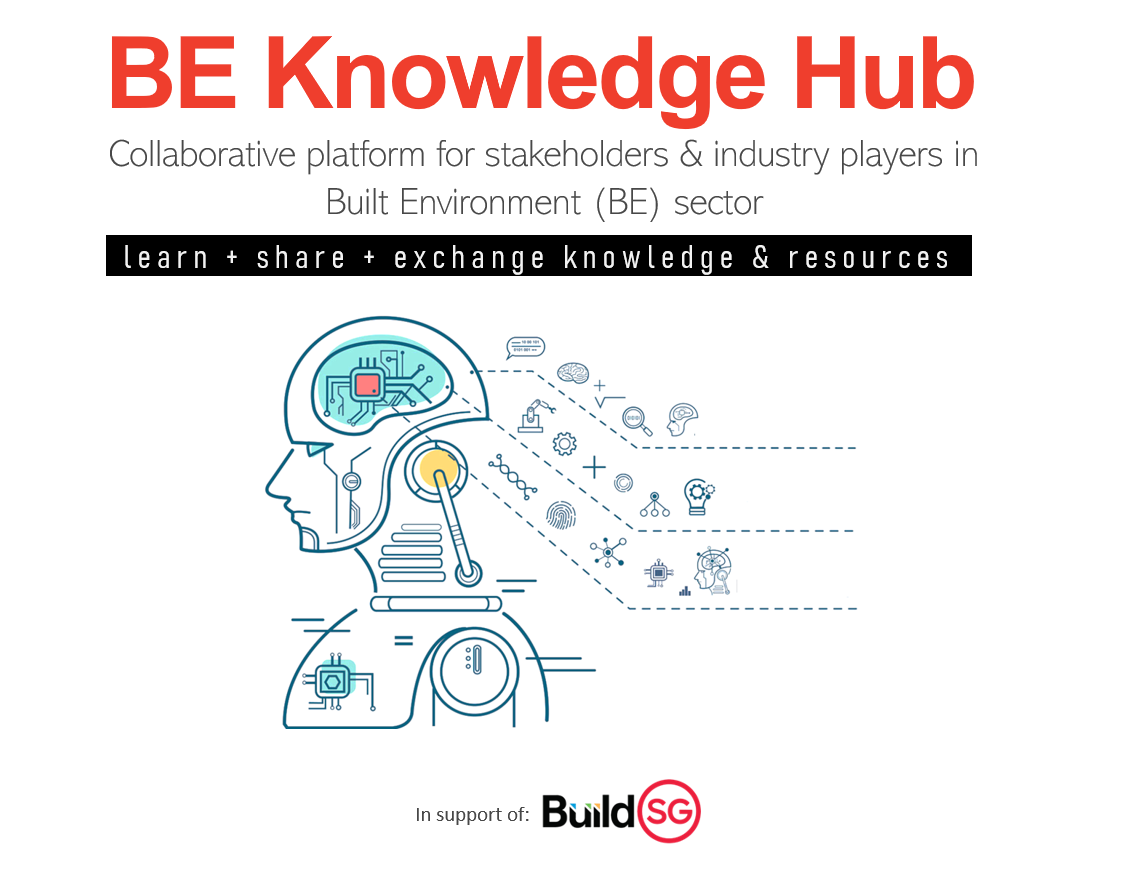 BE Knowledge Hub
Collaborative platform for stakeholders & industry players in
Built Environment (BE) sector
learn + share + exchange knowledge & resources
In support of: BuildSG